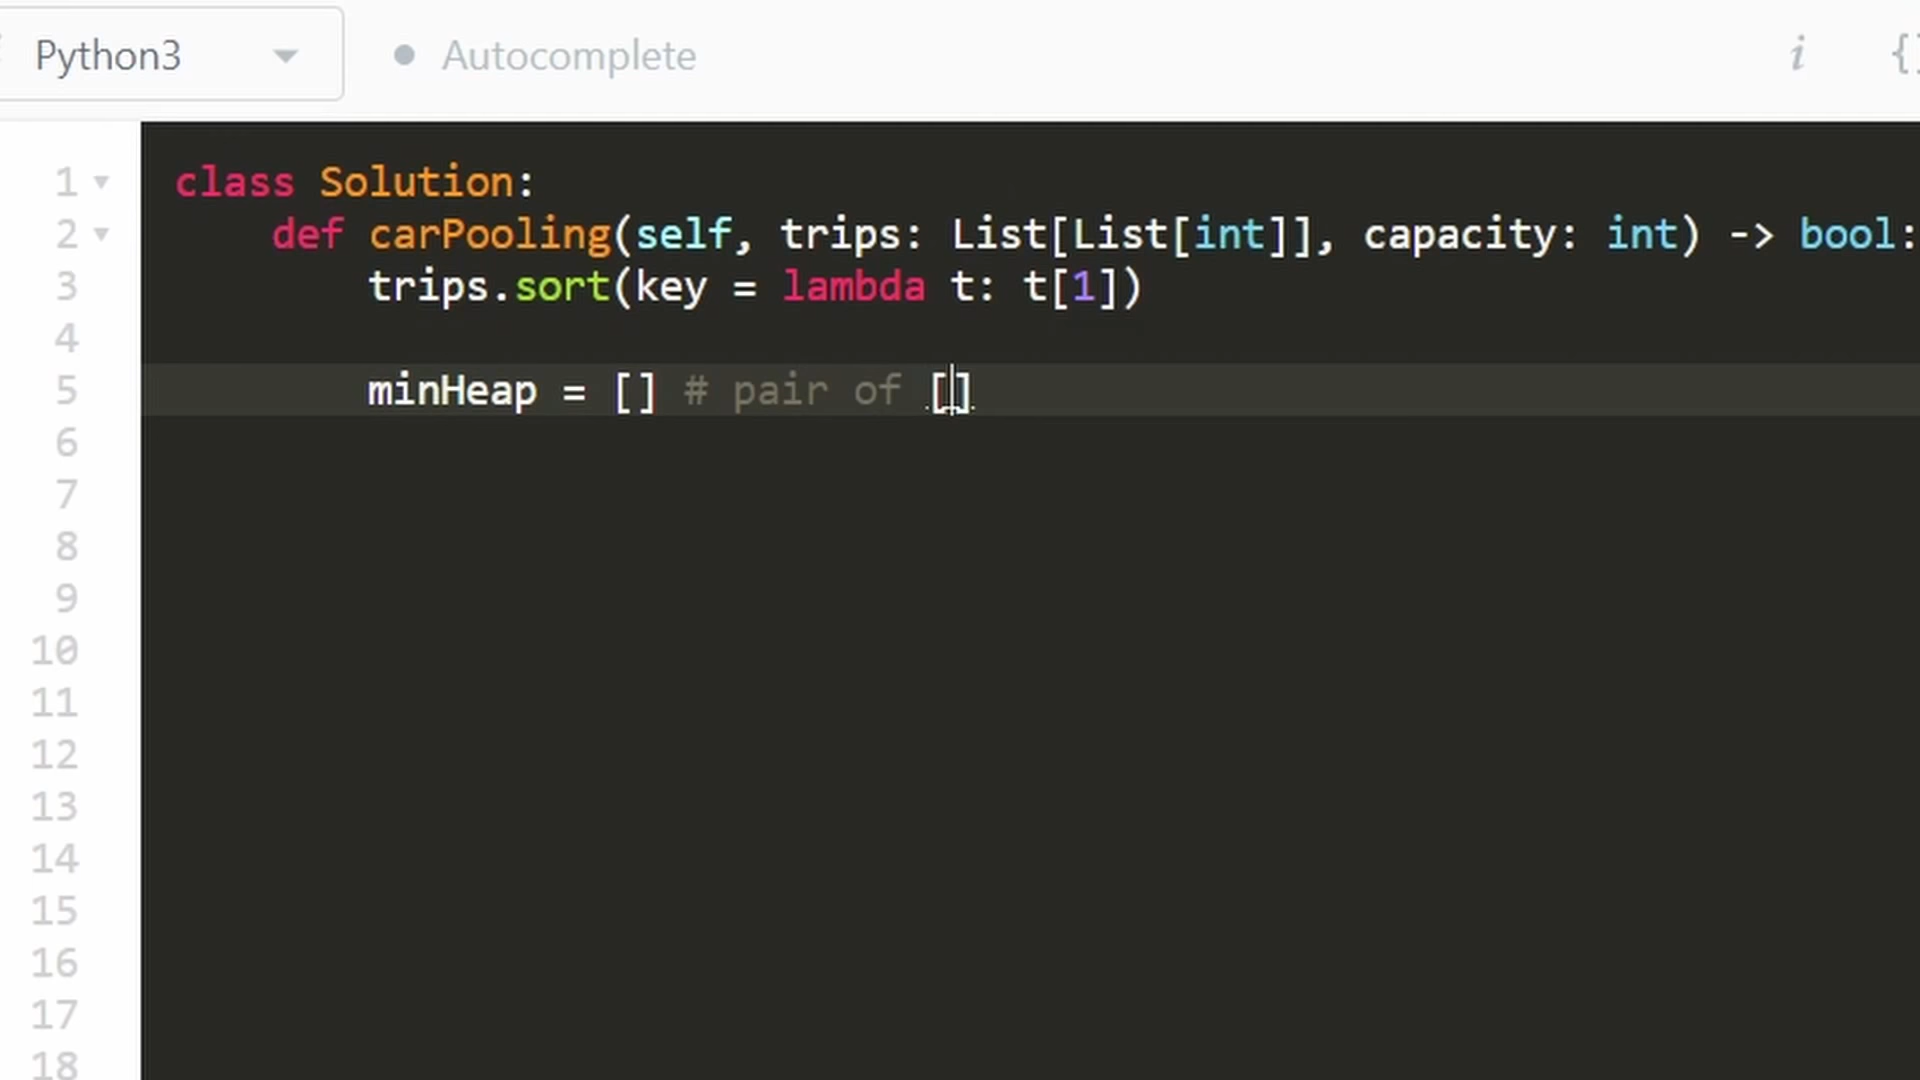 Python3
Autocomplete
i
{}
1 class Solution:
2 def carPooling(self, trips: List[List[int]], capacity: int) -> bool:
3 trips.sort(key = lambda t: t[1])
4
5 minHeap = [] # pair of []
6
7
8
9
10
11
12
13
14
15
16
17
18